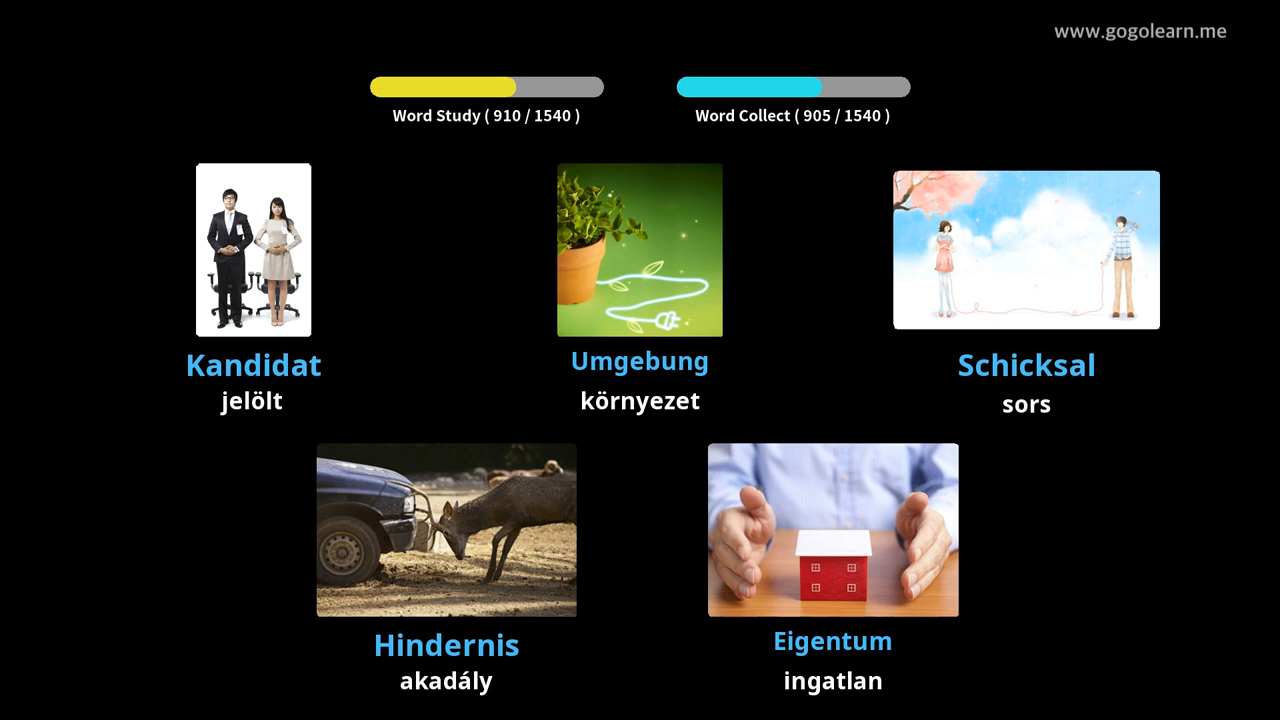 www.gogolearn.me
Word Study ( 910 / 1540 )
Word Collect ( 905 / 1540 )
Kandidat
jelölt
Umgebung
környezet
Schicksal
sors
Hindernis
akadály
Eigentum
ingatlan